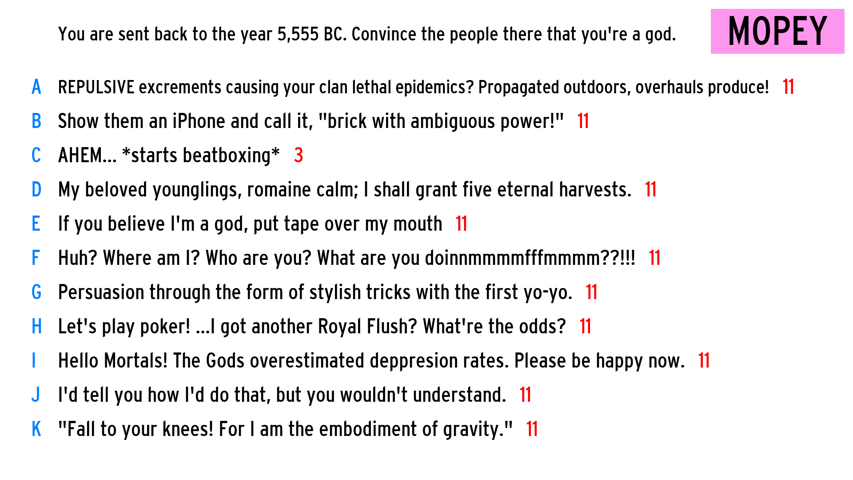 You are sent back to the year 5,555 BC. Convince the people there that you're a god.
MOPEY
A REPULSIVE excrements causing your clan lethal epidemics? Propagated outdoors, overhauls produce! 11
B Show them an iPhone and call it, "brick with ambiguous power!" 11
C AHEM... *starts beatboxing* 3
D My beloved younglings, romaine calm; I shall grant five eternal harvests. 11
E If you believe I'm a god, put tape over my mouth 11
F Huh? Where am I? Who are you? What are you doinnmmmmfffmmmm??!!! 11
G Persuasion through the form of stylish tricks with the first yo-yo. 11
H Let's play poker! ...I got another Royal Flush? What're the odds? 11
I Hello Mortals! The Gods overestimated deppresion rates. Please be happy now. 11
J I'd tell you how I'd do that, but you wouldn't understand. 11
K "Fall to your knees! For I am the embodiment of gravity." 11